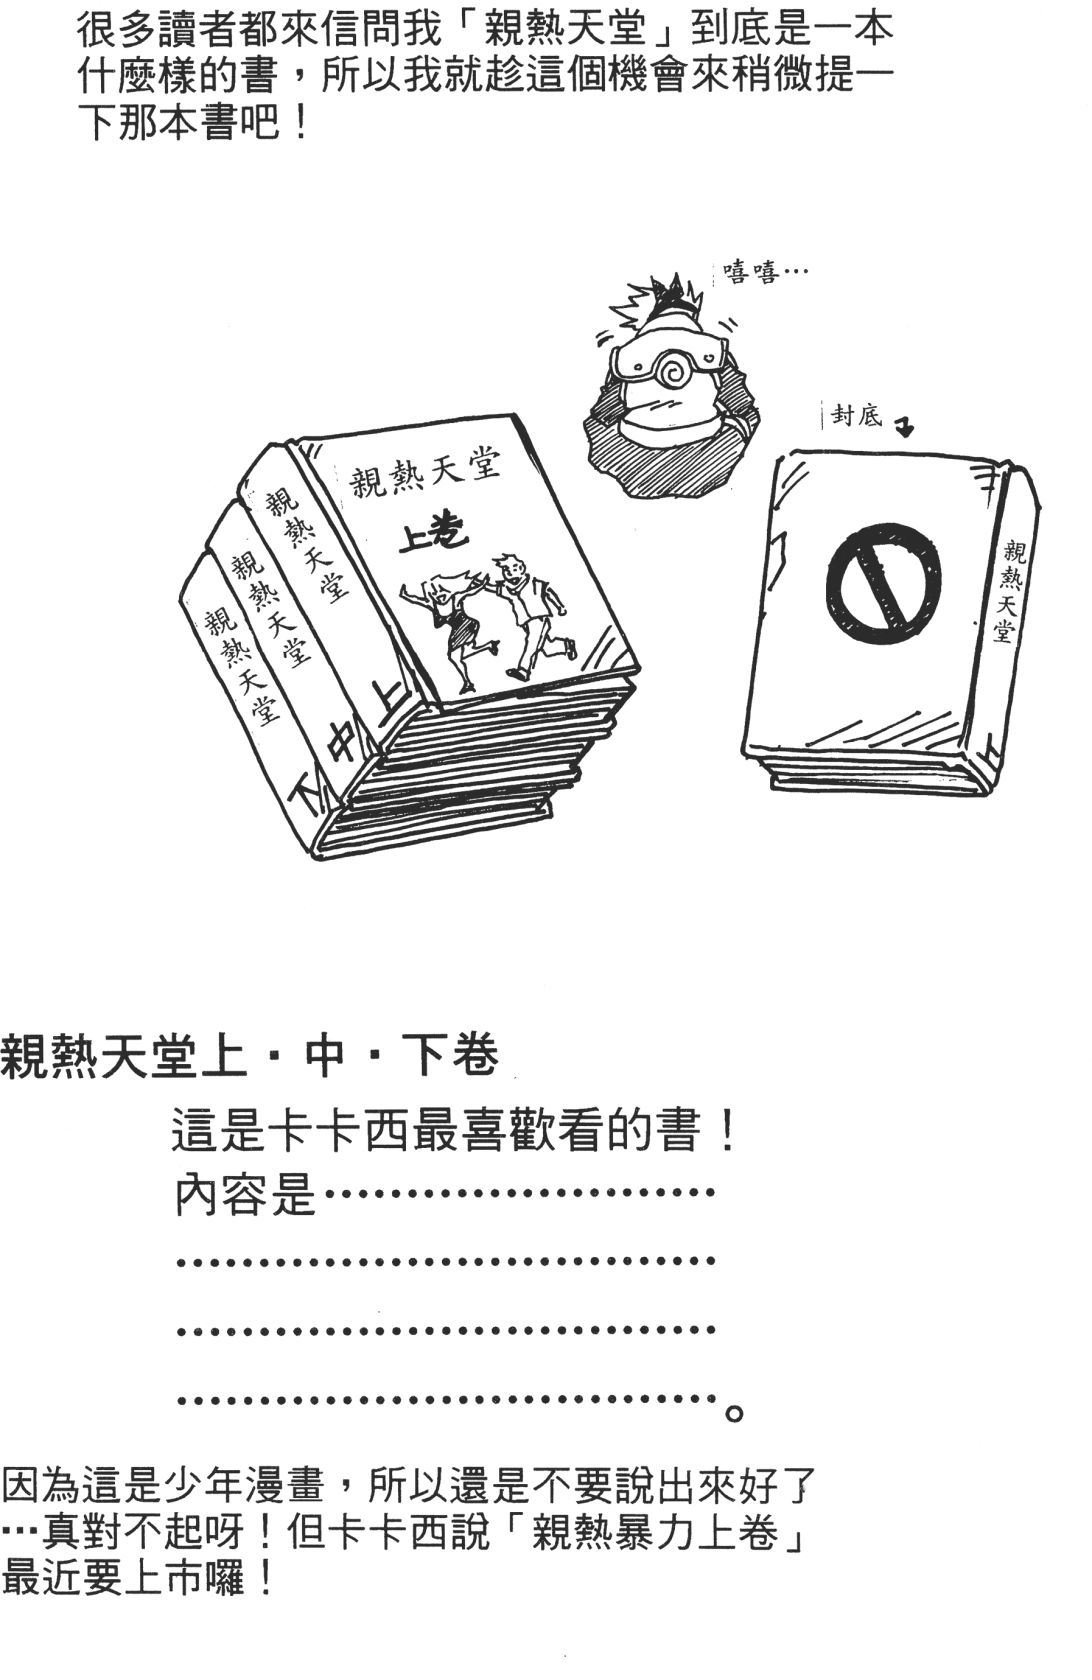 很多讀者都來信問我「親熱天堂」到底是一本
什麼樣的書，所以我就趁這個機會來稍微提一
下那本書吧！
嘻嘻…
封底
親熱天堂
上卷
親熱天堂
上
親熱天堂
中
親熱天堂
下
親熱天堂
上
親熱天堂上·中·下卷
這是卡卡西最喜歡看的書！
內容是………………………
…………………………………
…………………………………
…………………………………。
因為這是少年漫畫，所以還是不要說出來好了
…真對不起呀！但卡卡西說「親熱暴力上卷」
最近要上市囉！